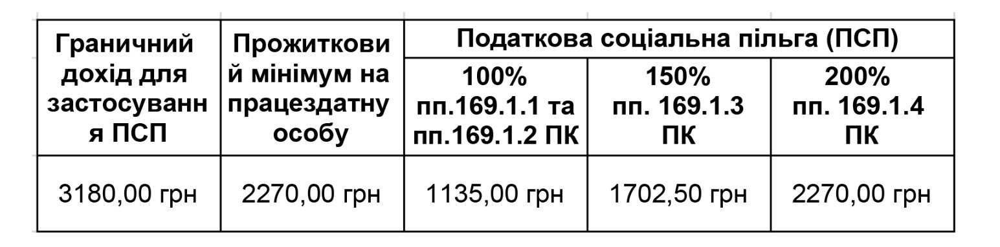 Граничний
дохід для
застосуванн
я ПСП
Прожиткови
й мінімум на
працездатну
особу
Податкова соціальна пільга (ПСП)
100%
пп.169.1.1 та
пп.169.1.2 ПК
150%
пп. 169.1.3
ПК
200%
пп. 169.1.4
ПК
3180,00 грн
2270,00 грн
1135,00 грн
1702,50 грн
2270,00 грн